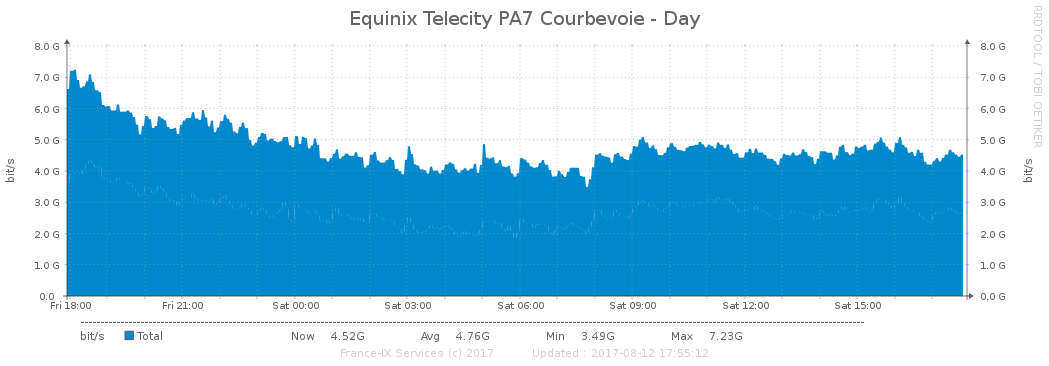 Equinix Telecity PA7 Courbevoie - Day
RRDTOOL / TOBI OETIKER
bit/s
bit/s
8.0 G 8.0 G
7.0 G 7.0 G
6.0 G 6.0 G
5.0 G 5.0 G
4.0 G 4.0 G
3.0 G 3.0 G
2.0 G 2.0 G
1.0 G 1.0 G
0.0 0.0 G
Fri 18:00 Fri 21:00 Sat 00:00 Sat 03:00 Sat 06:00 Sat 09:00 Sat 12:00 Sat 15:00
bit/s Total Now 4.52G Avg 4.76G Min 3.49G Max 7.23G
France-IX Services (c) 2017 Updated : 2017-08-12 17:55:12